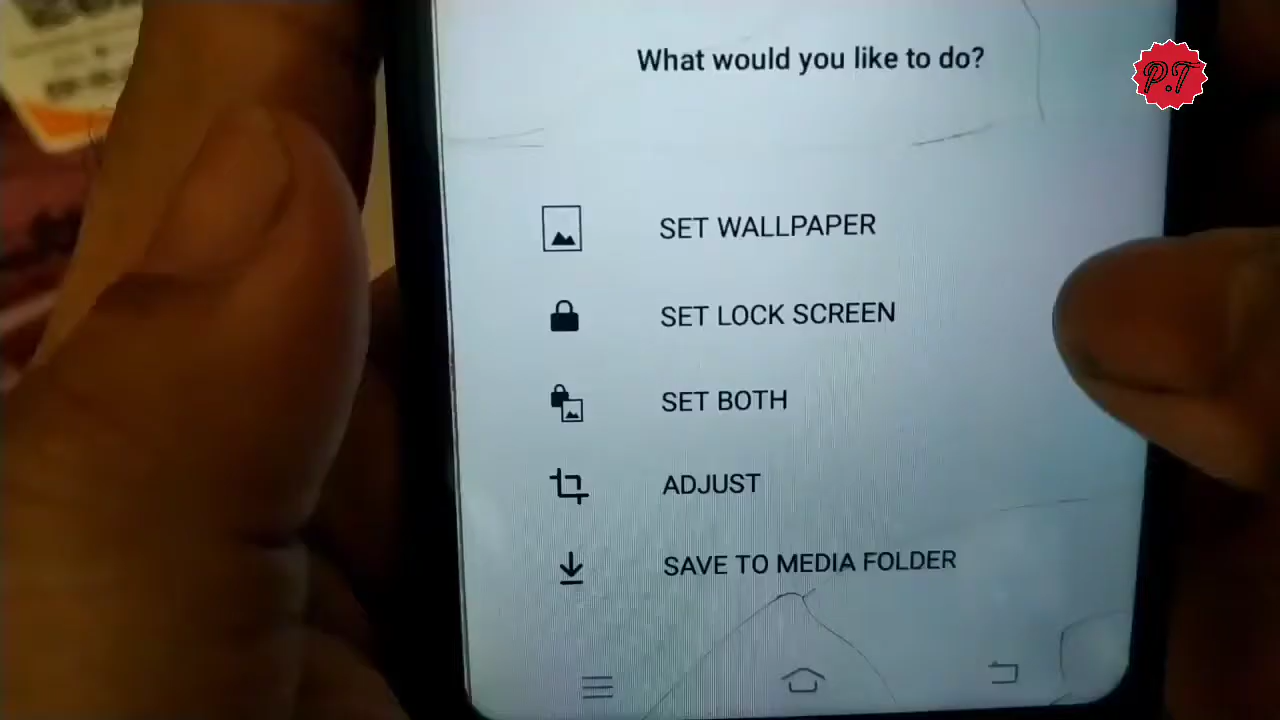 What would you like to do?
P.T
SET WALLPAPER
SET LOCK SCREEN
SET BOTH
ADJUST
SAVE TO MEDIA FOLDER